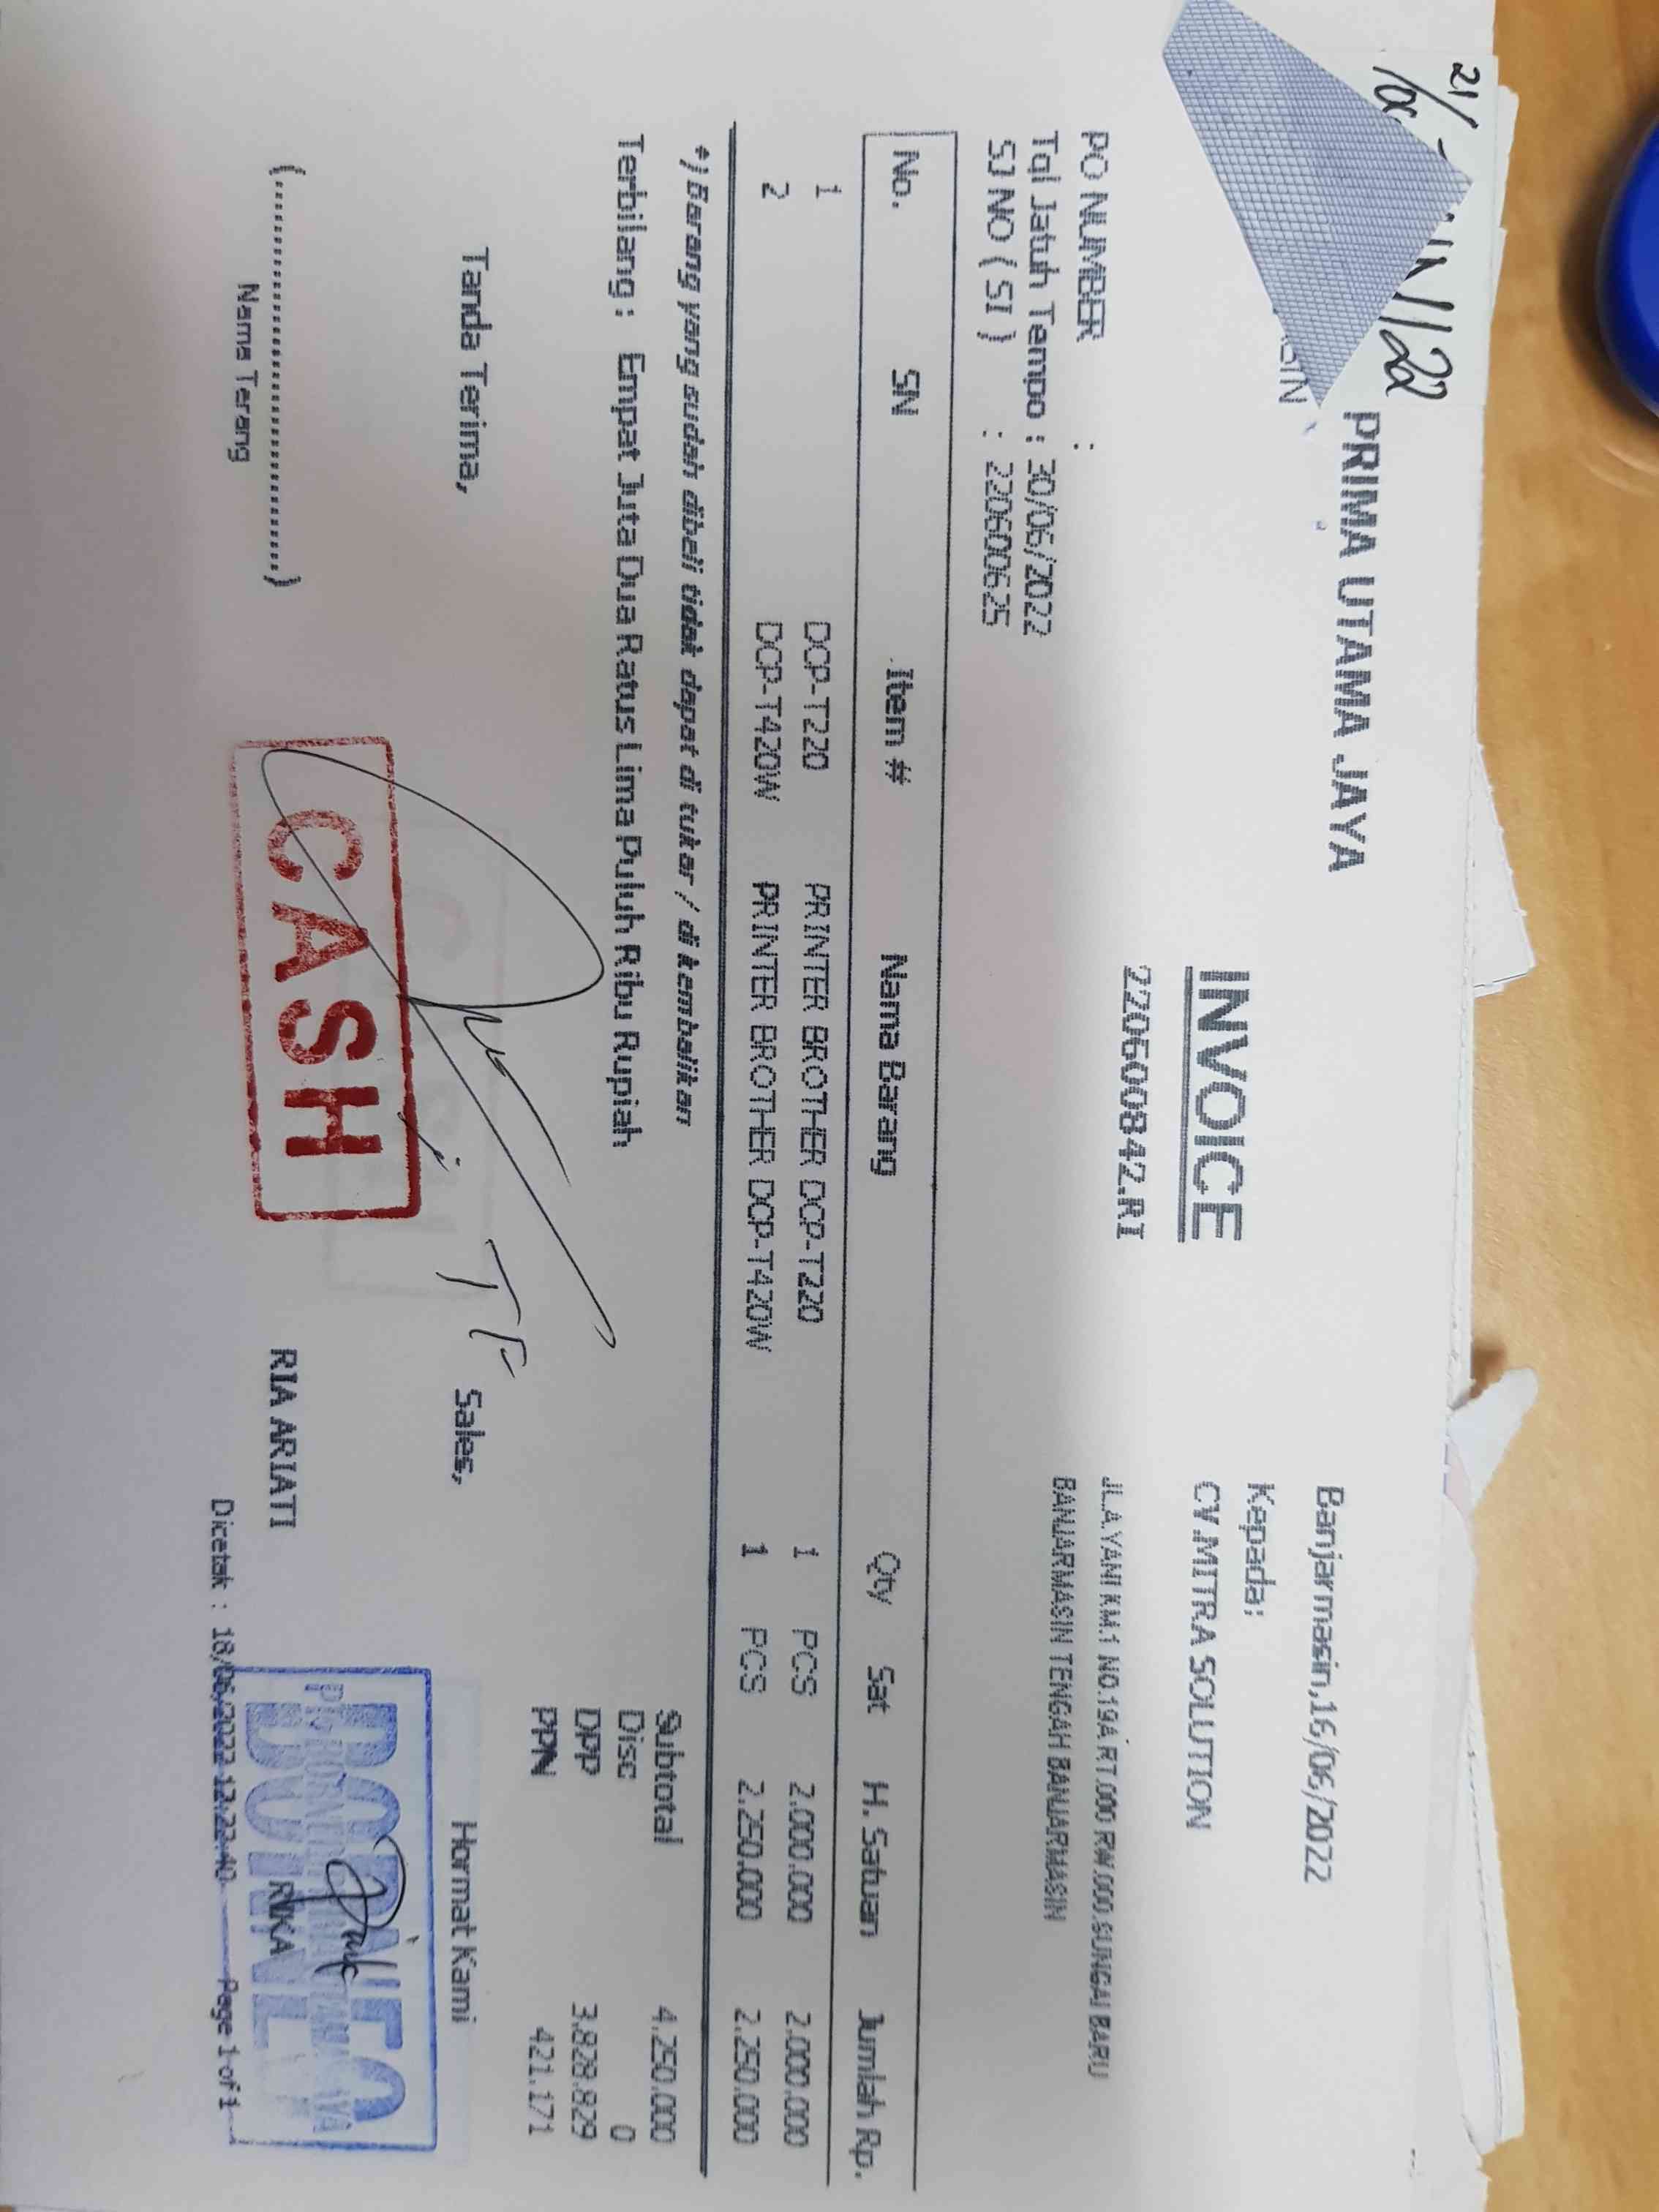 PRIMA UTAMA JAYA
INVOICE
220600842.RI
Banjarmasin,16/06/2022
Kepada:
CV.MITRA SOLUTION
JL.A.YANI KM.1 NO.19A RT.000 RW.000,SUNGAI BARU
BANJARMASIN TENGAH BANJARMASIN
PO NUMBER :
Tgl Jatuh Tempo : 30/06/2022
SJ NO ( SI ) : 220600625
No. SN Item # Nama Barang Qty Sat H. Satuan Jumlah Rp.
1 DCP-T220 PRINTER BROTHER DCP-T220 1 PCS 2.000.000 2.000.000
2 DCP-T420W PRINTER BROTHER DCP-T420W 1 PCS 2.250.000 2.250.000
*) Barang yang sudah dibeli tidak dapat di tukar / di kembalikan
Terbilang : Empat Juta Dua Ratus Lima Puluh Ribu Rupiah
Subtotal 4.250.000
Disc 0
DPP 3.828.829
PPN 421.171
Tanda Terima,
Sales,
Hormat Kami
CASH
(..............................)
Nama Terang
RIA ARIATI
RIKA
Dicetak : 18/06/2022 12:22:40 Page 1 of 1